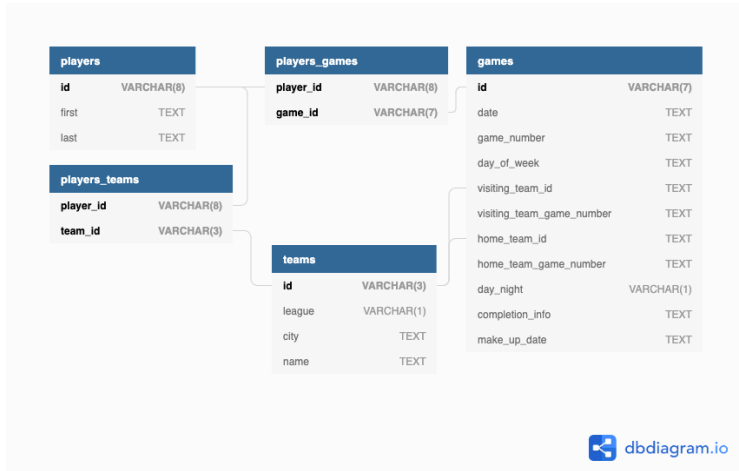 players
id VARCHAR(8)
first TEXT
last TEXT
players_teams
player_id VARCHAR(8)
team_id VARCHAR(3)
players_games
player_id VARCHAR(8)
game_id VARCHAR(7)
teams
id VARCHAR(3)
league VARCHAR(1)
city TEXT
name TEXT
games
id VARCHAR(7)
date TEXT
game_number TEXT
day_of_week TEXT
visiting_team_id TEXT
visiting_team_game_number TEXT
home_team_id TEXT
home_team_game_number TEXT
day_night VARCHAR(1)
completion_info TEXT
make_up_date TEXT
dbdiagram.io